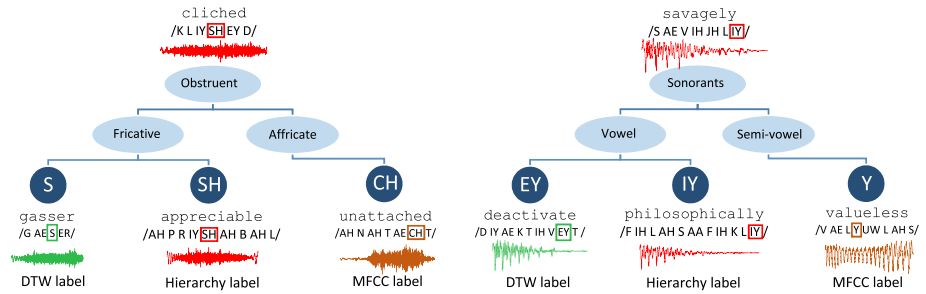 cliched
/K L IY SH EY D/
Obstruent
Fricative
Affricate
S
SH
CH
gasser
/G AE S ER/
DTW label
appreciable
/AH P R IY SH AH B AH L/
Hierarchy label
unattached
/AH N AH T AE CH T/
MFCC label
savagely
/S AE V IH JH L IY/
Sonorants
Vowel
Semi-vowel
EY
IY
Y
deactivate
/D IY AE K T IH V EY T /
DTW label
philosophically
/F IH L AH S AA F IH K L IY/
Hierarchy label
valueless
/V AE L Y UW L AH S/
MFCC label